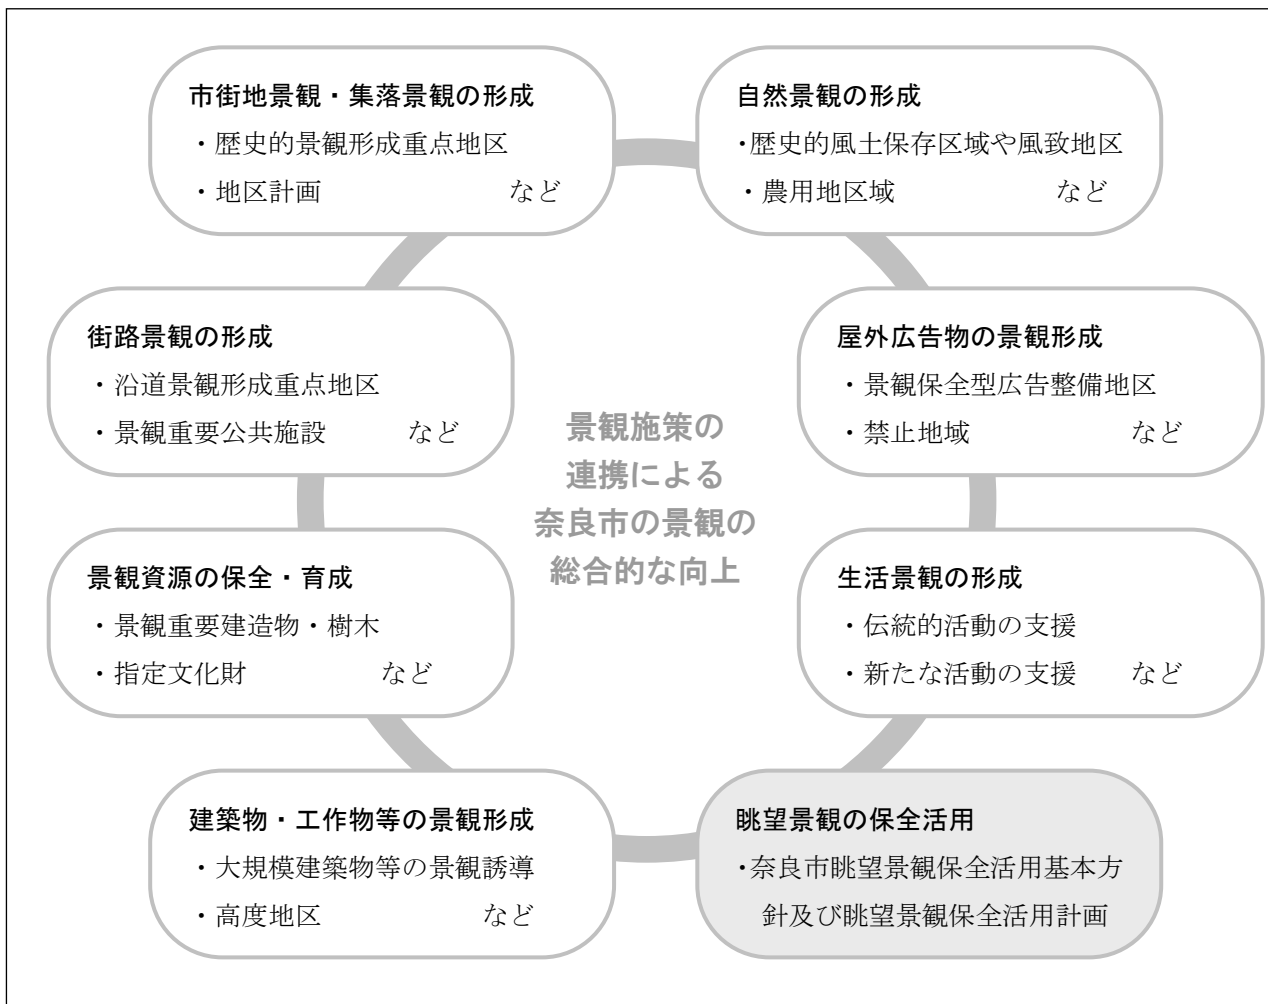 市街地景観・集落景観の形成
・歴史的景観形成重点地区
・地区計画 など
自然景観の形成
・歴史的風土保存区域や風致地区
・農用地区域 など
街路景観の形成
・沿道景観形成重点地区
・景観重要公共施設 など
屋外広告物の景観形成
・景観保全型広告整備地区
・禁止地域 など
景観施策の
連携による
奈良市の景観の
総合的な向上
景観資源の保全・育成
・景観重要建造物・樹木
・指定文化財 など
生活景観の形成
・伝統的活動の支援
・新たな活動の支援 など
建築物・工作物等の景観形成
・大規模建築物等の景観誘導
・高度地区 など
眺望景観の保全活用
・奈良市眺望景観保全活用基本方
針及び眺望景観保全活用計画